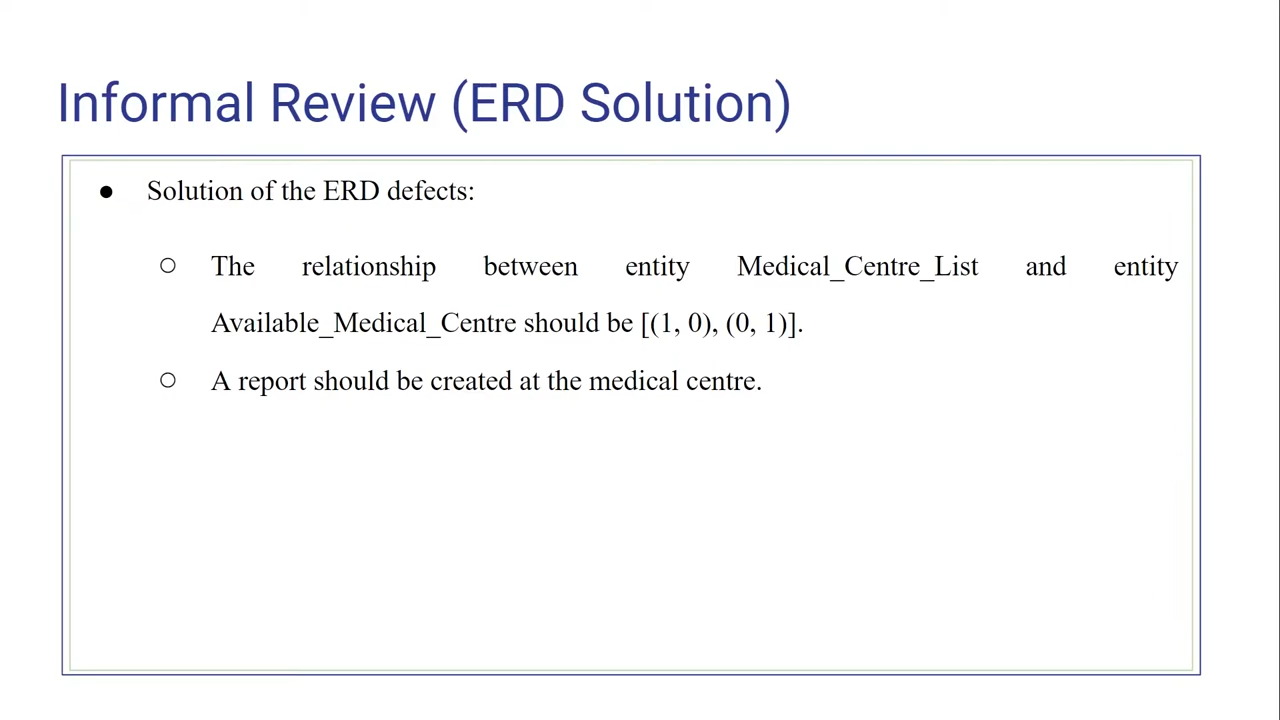 Informal Review (ERD Solution)
● Solution of the ERD defects:
○ The relationship between entity Medical_Centre_List and entity
Available_Medical_Centre should be [(1, 0), (0, 1)].
○ A report should be created at the medical centre.